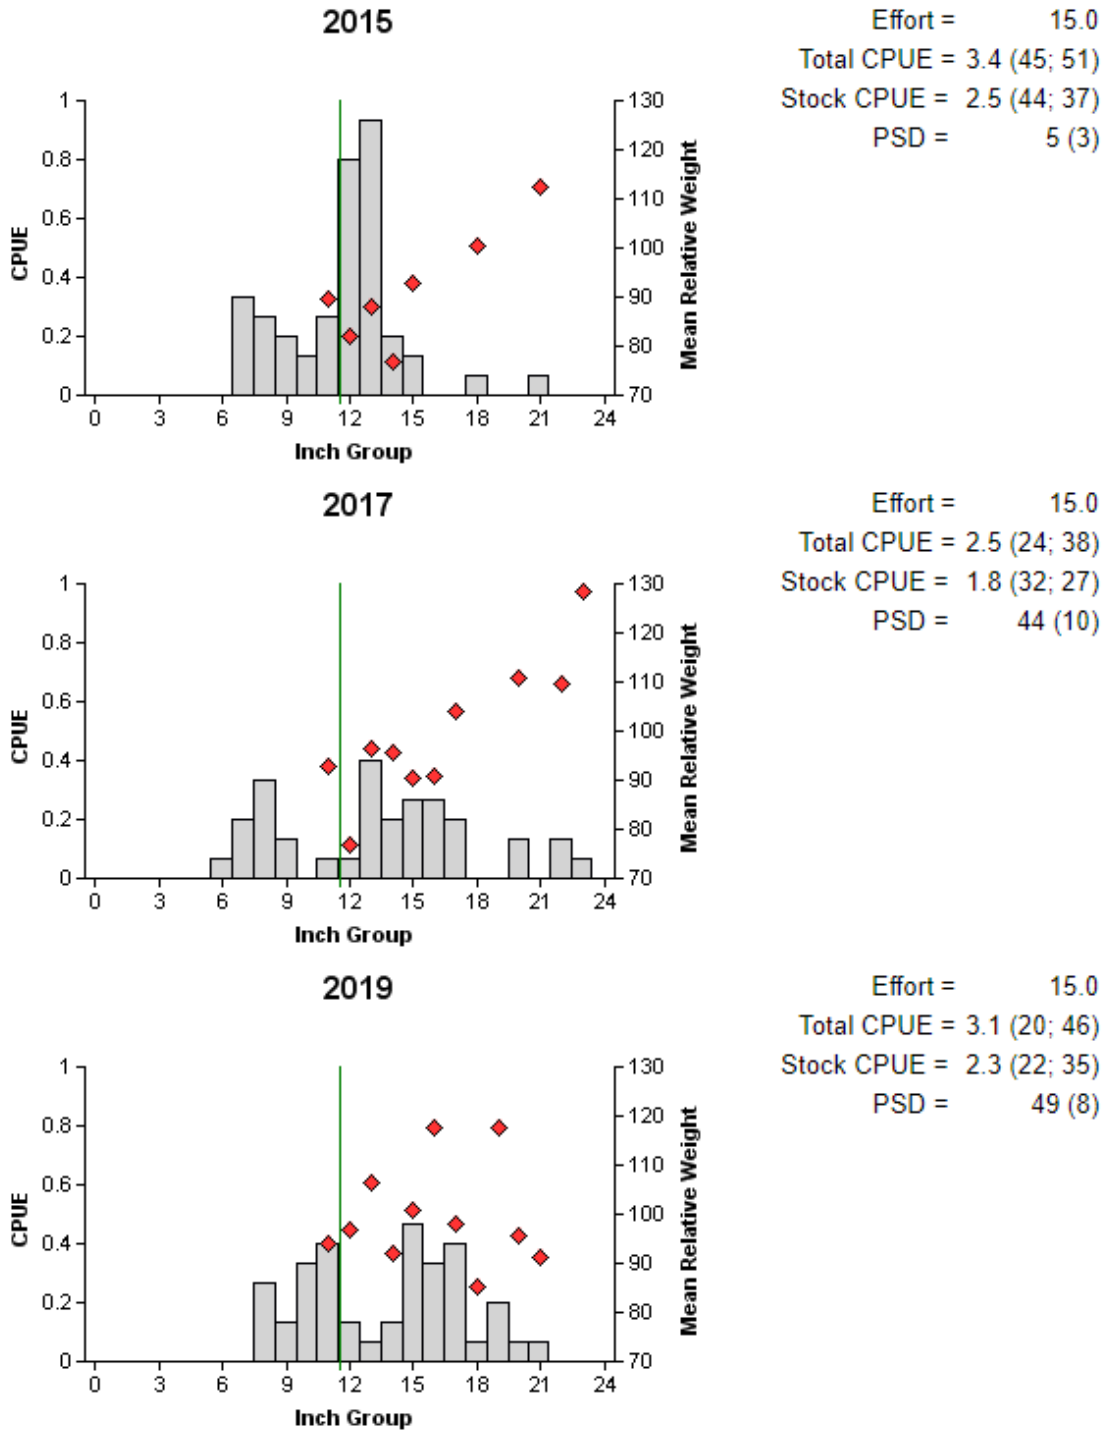 2015
Effort = 15.0
Total CPUE = 3.4 (45; 51)
Stock CPUE = 2.5 (44; 37)
PSD = 5 (3)
1
0.8
0.6
0.4
0.2
0
CPUE
130
120
110
100
90
80
70
Mean Relative Weight
0 3 6 9 12 15 18 21 24
Inch Group
2017
Effort = 15.0
Total CPUE = 2.5 (24; 38)
Stock CPUE = 1.8 (32; 27)
PSD = 44 (10)
1
0.8
0.6
0.4
0.2
0
CPUE
130
120
110
100
90
80
70
Mean Relative Weight
0 3 6 9 12 15 18 21 24
Inch Group
2019
Effort = 15.0
Total CPUE = 3.1 (20; 46)
Stock CPUE = 2.3 (22; 35)
PSD = 49 (8)
1
0.8
0.6
0.4
0.2
0
CPUE
130
120
110
100
90
80
70
Mean Relative Weight
0 3 6 9 12 15 18 21 24
Inch Group